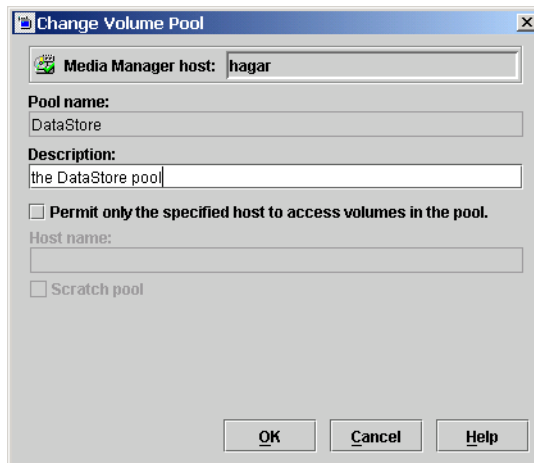 Change Volume Pool
Media Manager host: hagar
Pool name:
DataStore
Description:
the DataStore pool
Permit only the specified host to access volumes in the pool.
Host name:
Scratch pool
OK Cancel Help